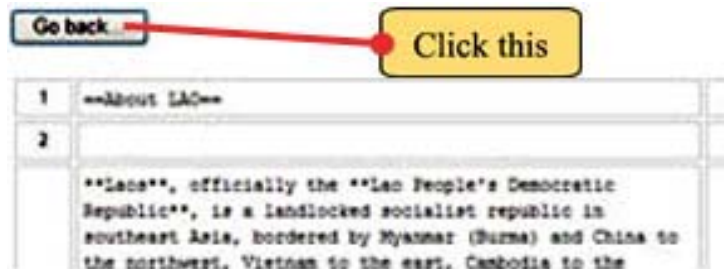 Go back...
Click this
1 ==About LAO==
2
**Laos**, officially the **Lao People's Democratic
Republic**, is a landlocked socialist republic in
southeast Asia, bordered by Myanmar (Burma) and China to
the northwest, Vietnam to the east, Cambodia to the